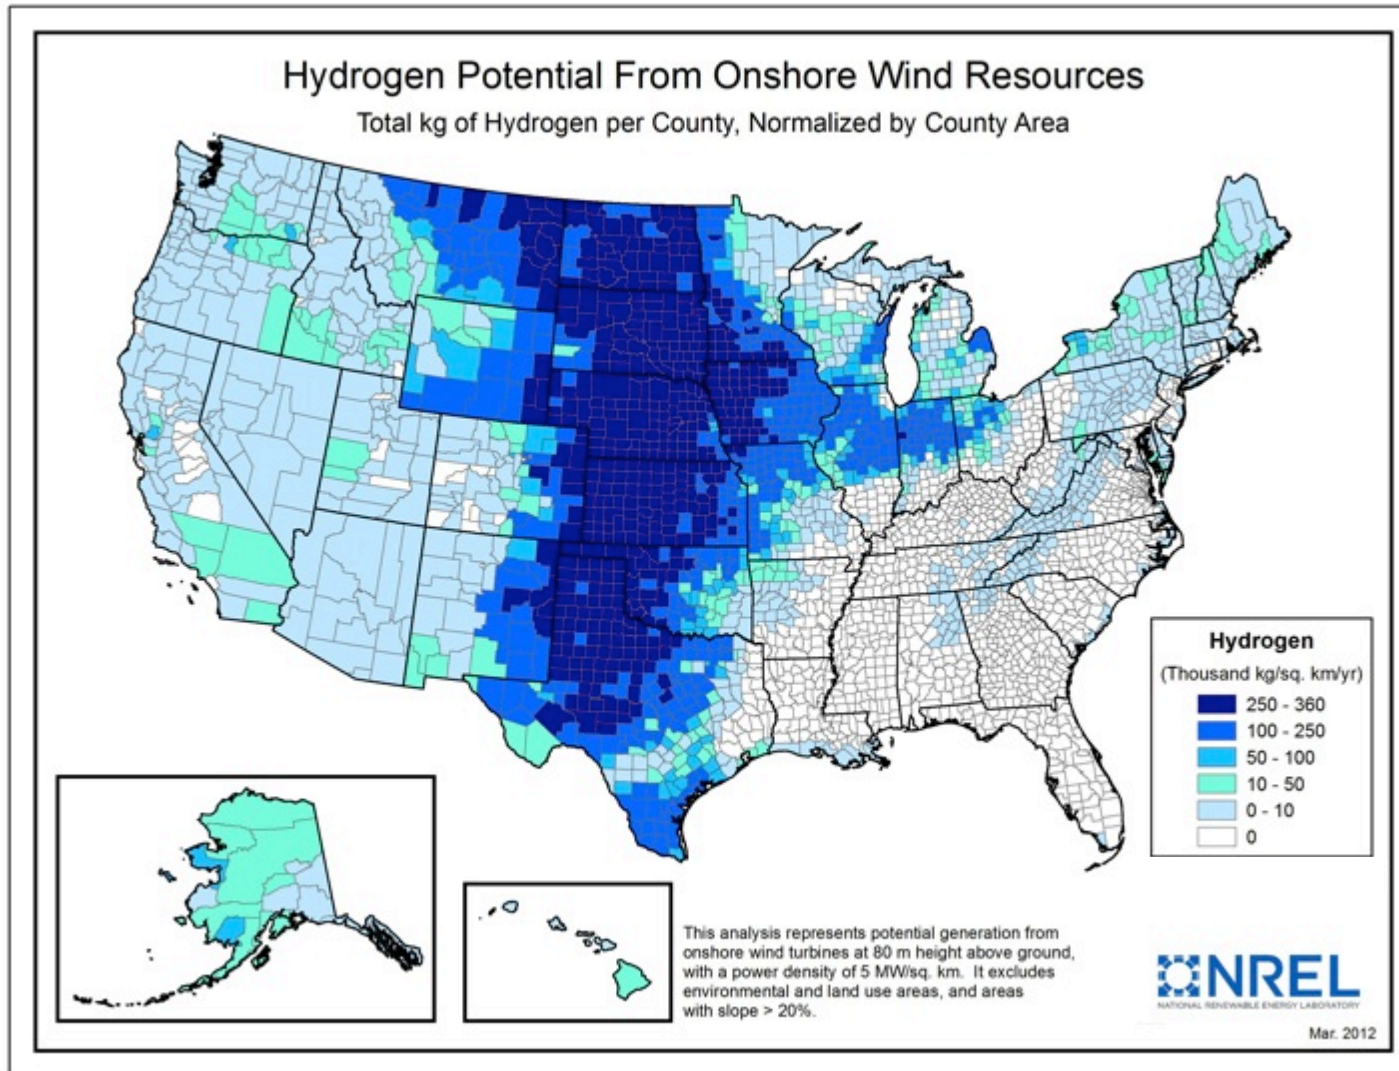 Hydrogen Potential From Onshore Wind Resources
Total kg of Hydrogen per County, Normalized by County Area
Hydrogen
(Thousand kg/sq. km/yr)
250 - 360
100 - 250
50 - 100
10 - 50
0 - 10
0
This analysis represents potential generation from
onshore wind turbines at 80 m height above ground,
with a power density of 5 MW/sq. km. It excludes
environmental and land use areas, and areas
with slope > 20%.
NREL
NATIONAL RENEWABLE ENERGY LABORATORY
Mar. 2012